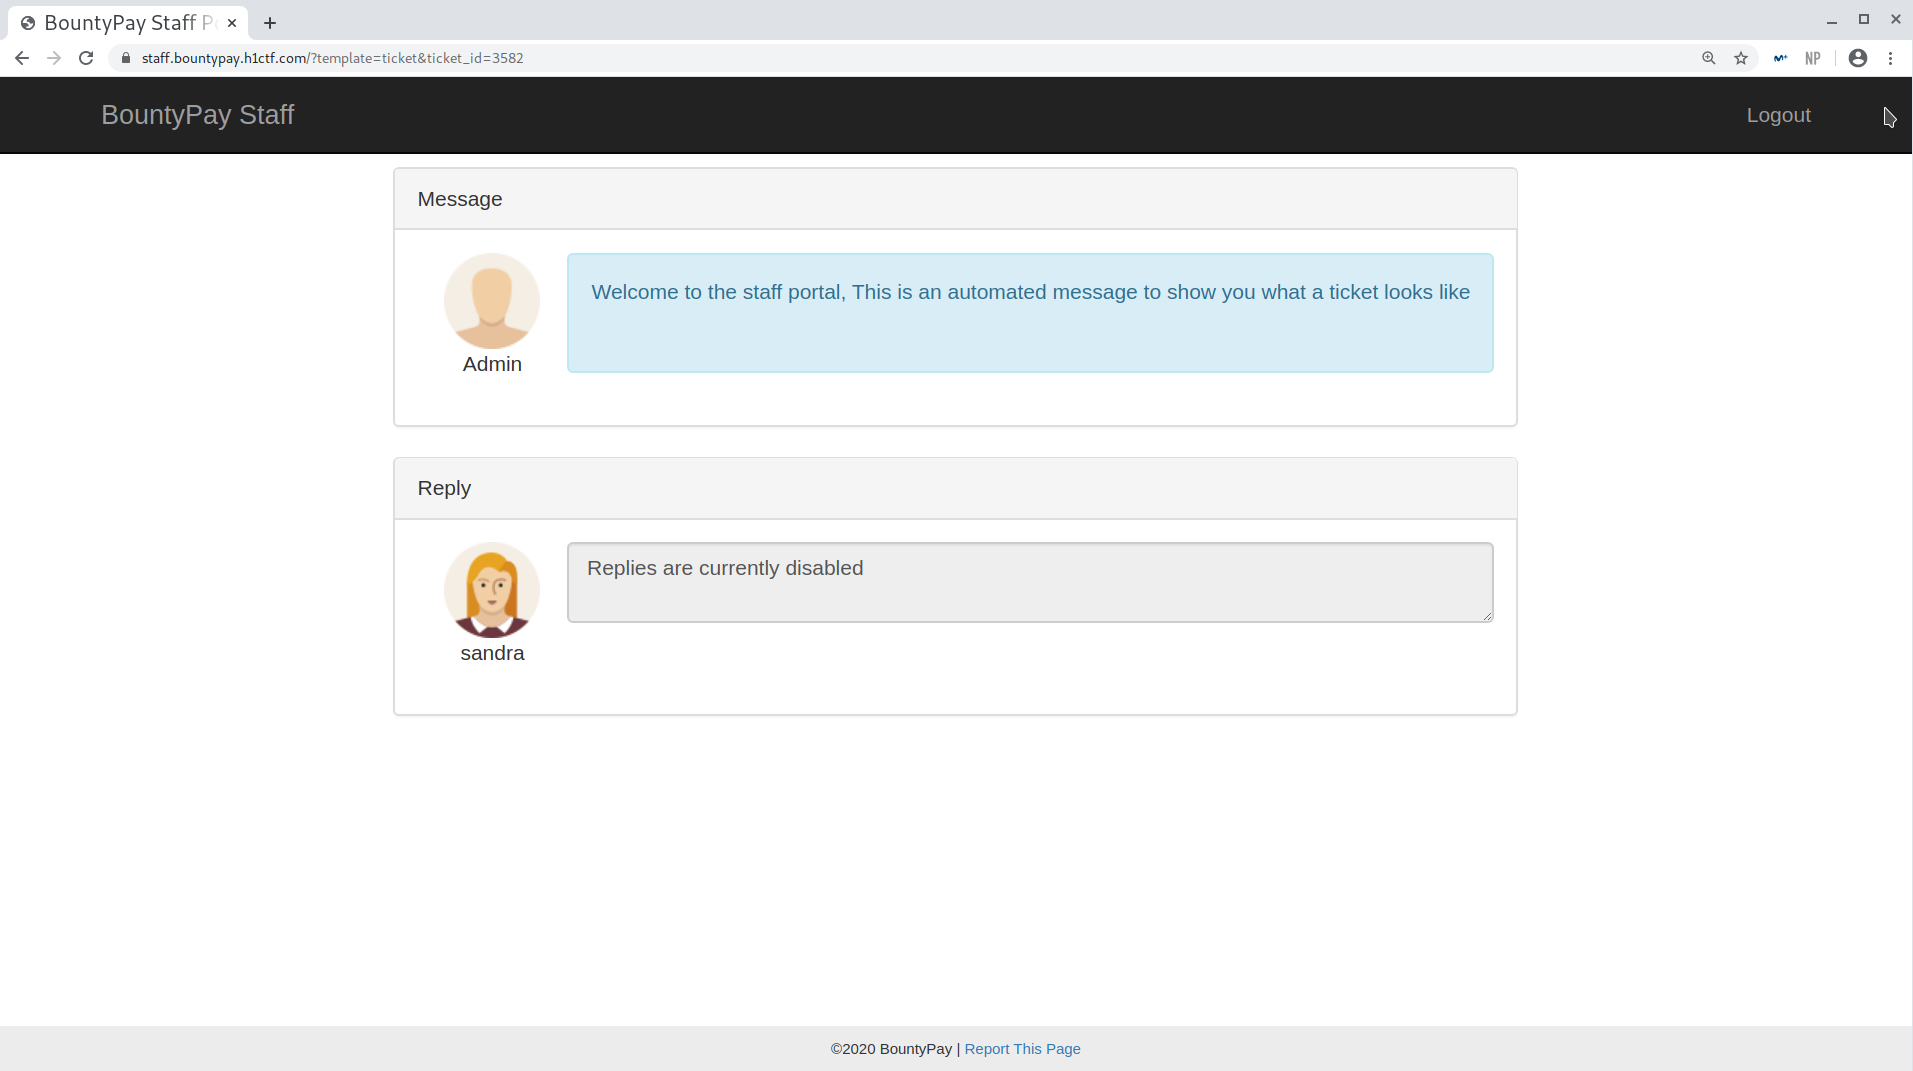 BountyPay Staff P
staff.bountypay.h1ctf.com/?template=ticket&ticket_id=3582
NP
BountyPay Staff
Logout
Message
Welcome to the staff portal, This is an automated message to show you what a ticket looks like
Admin
Reply
Replies are currently disabled
sandra
©2020 BountyPay | Report This Page